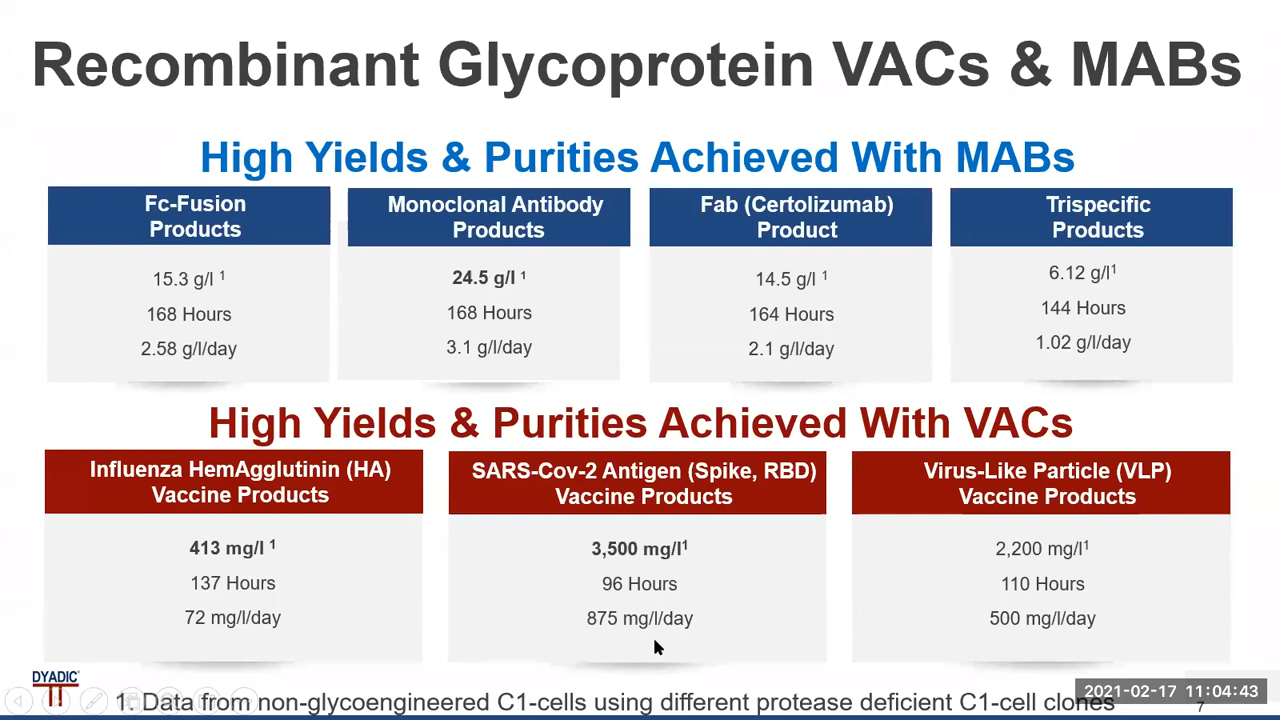 Recombinant Glycoprotein VACs & MABs
High Yields & Purities Achieved With MABs
Fc-Fusion
Products
15.3 g/l ¹
168 Hours
2.58 g/l/day
Monoclonal Antibody
Products
24.5 g/l ¹
168 Hours
3.1 g/l/day
Fab (Certolizumab)
Product
14.5 g/l ¹
164 Hours
2.1 g/l/day
Trispecific
Products
6.12 g/l¹
144 Hours
1.02 g/l/day
High Yields & Purities Achieved With VACs
Influenza HemAgglutinin (HA)
Vaccine Products
413 mg/l ¹
137 Hours
72 mg/l/day
SARS-Cov-2 Antigen (Spike, RBD)
Vaccine Products
3,500 mg/l¹
96 Hours
875 mg/l/day
Virus-Like Particle (VLP)
Vaccine Products
2,200 mg/l¹
110 Hours
500 mg/l/day
DYADIC
1. Data from non-glycoengineered C1-cells using different protease deficient C1-cell clones
2021-02-17 11:04:43
7